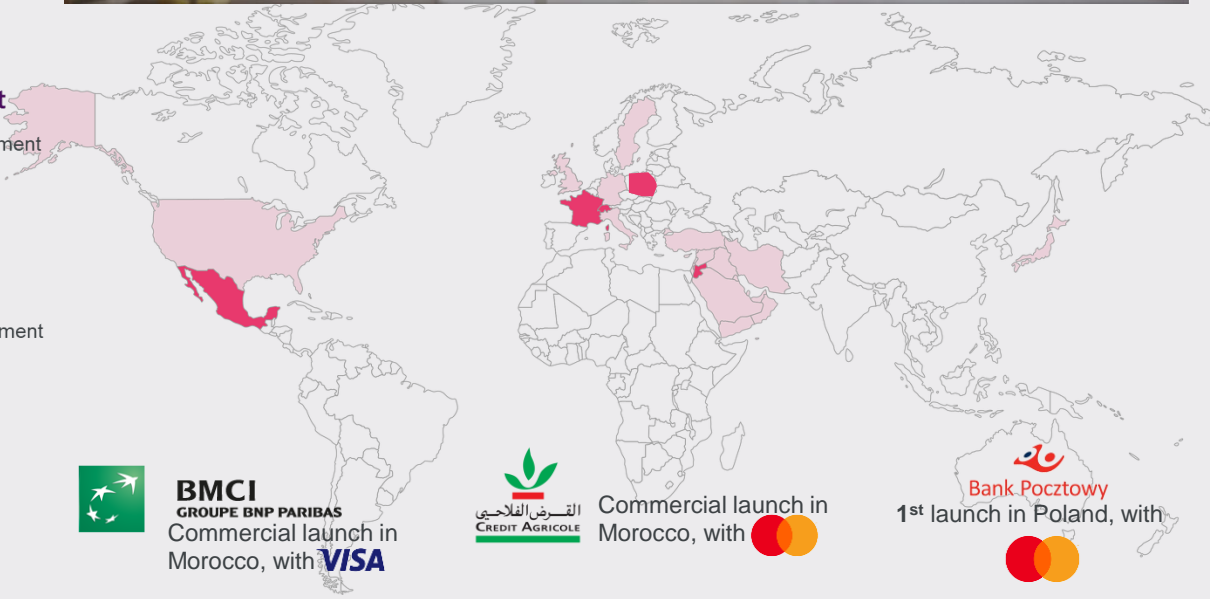 t
ment
ment
BMCI
GROUPE BNP PARIBAS
Commercial launch in
Morocco, with VISA
القرض الفلاحي
CREDIT AGRICOLE
Commercial launch in
Morocco, with
Bank Pocztowy
1st launch in Poland, with